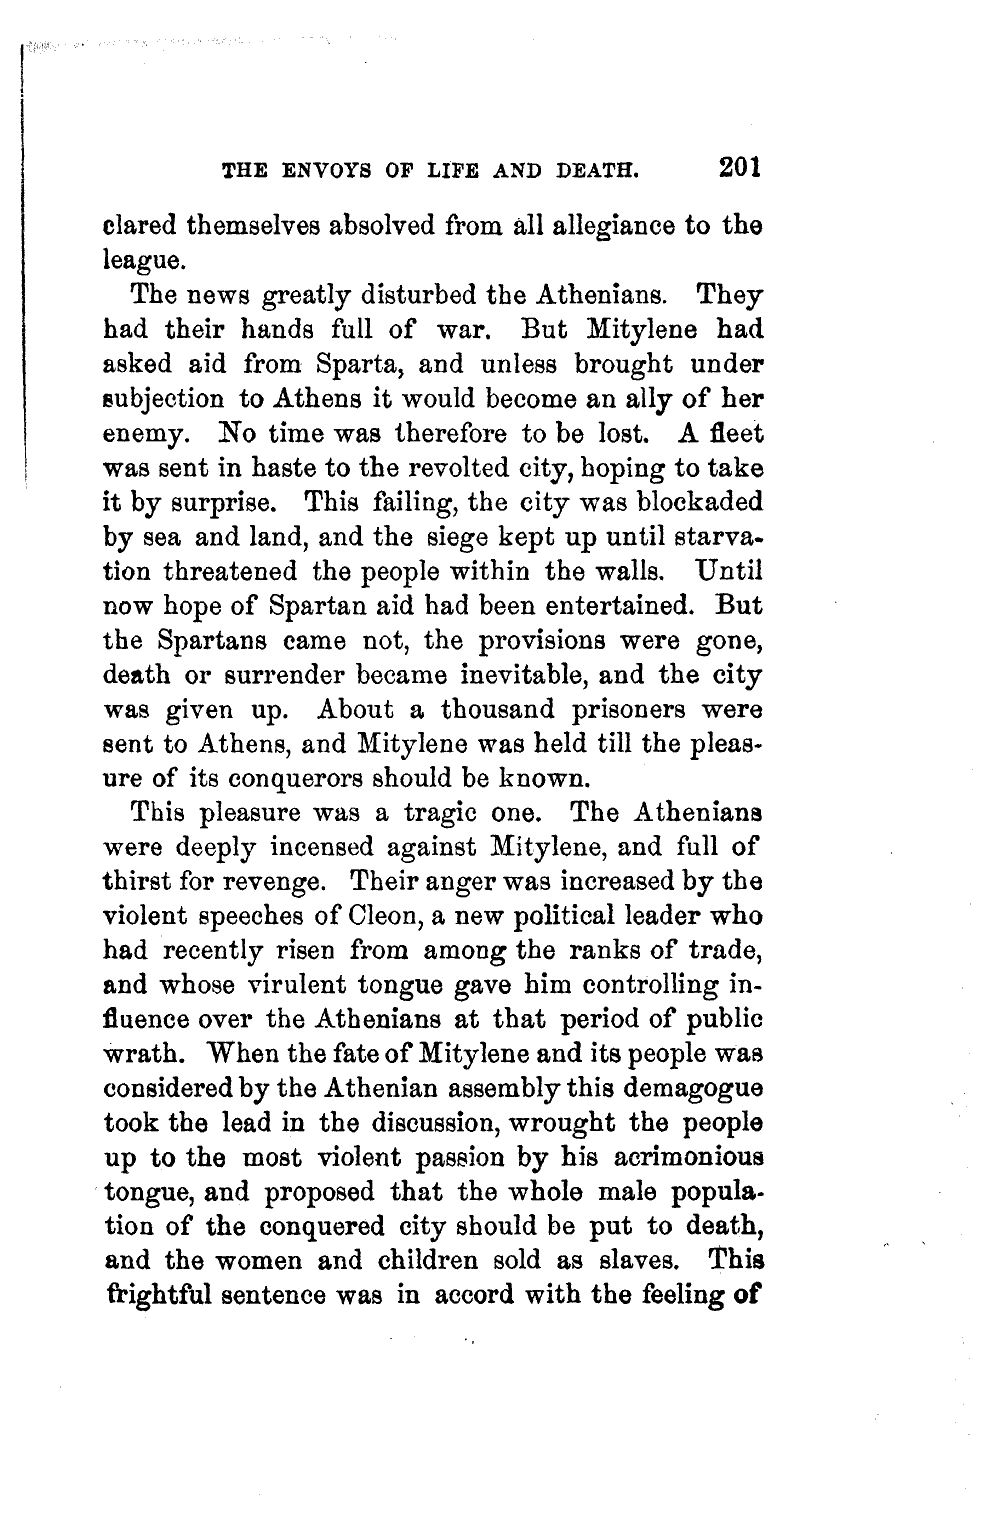 THE ENVOYS OF LIFE AND DEATH. 201
clared themselves absolved from all allegiance to the
league.
The news greatly disturbed the Athenians. They
had their hands full of war. But Mitylene had
asked aid from Sparta, and unless brought under
subjection to Athens it would become an ally of her
enemy. No time was therefore to be lost. A fleet
was sent in haste to the revolted city, hoping to take
it by surprise. This failing, the city was blockaded
by sea and land, and the siege kept up until starva-
tion threatened the people within the walls. Until
now hope of Spartan aid had been entertained. But
the Spartans came not, the provisions were gone,
death or surrender became inevitable, and the city
was given up. About a thousand prisoners were
sent to Athens, and Mitylene was held till the pleas-
ure of its conquerors should be known.
This pleasure was a tragic one. The Athenians
were deeply incensed against Mitylene, and full of
thirst for revenge. Their anger was increased by the
violent speeches of Cleon, a new political leader who
had recently risen from among the ranks of trade,
and whose virulent tongue gave him controlling in-
fluence over the Athenians at that period of public
wrath. When the fate of Mitylene and its people was
considered by the Athenian assembly this demagogue
took the lead in the discussion, wrought the people
up to the most violent passion by his acrimonious
tongue, and proposed that the whole male popula-
tion of the conquered city should be put to death,
and the women and children sold as slaves. This
frightful sentence was in accord with the feeling of